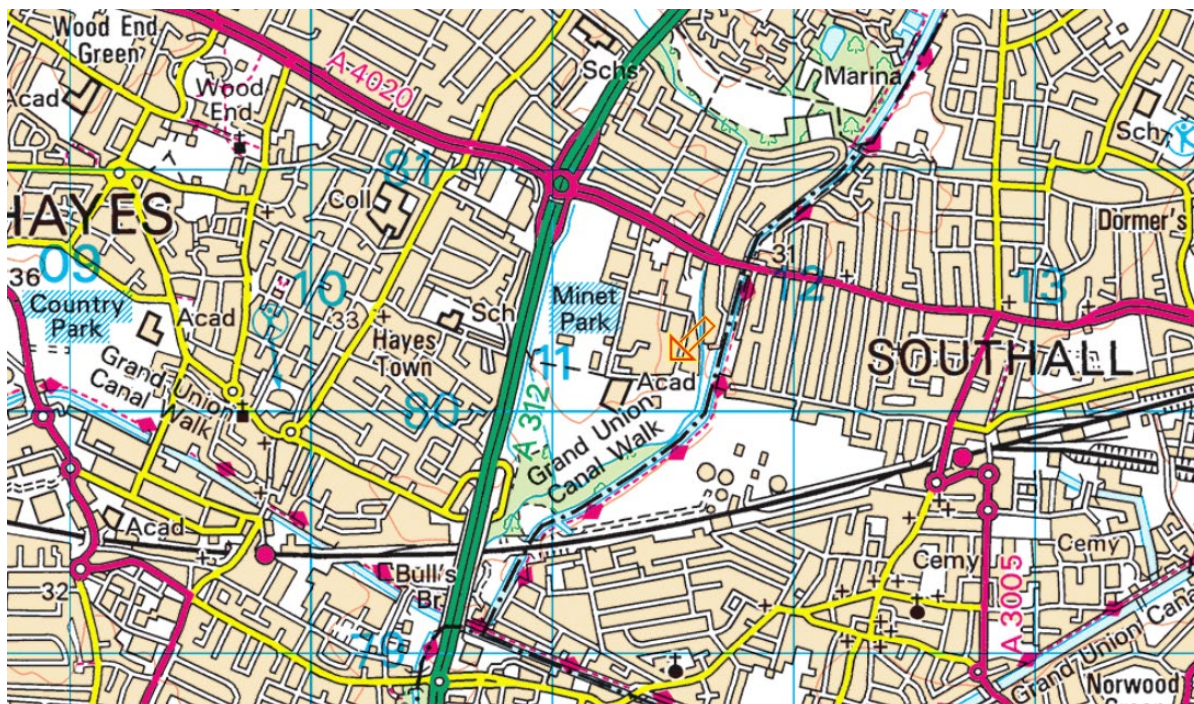 Wood End
Green
A 4020
Schs
Marina
Acad
Wood
End
Sch
81
Coll
HAYES
Dormer's
09
36
31
10
12
13
Country
Park
Acad
33
Sch
Minet
Park
Hayes
Town
11
SOUTHALL
Grand Union
Canal Walk
Acad
80
A 312
Grand Union
Canal Walk
Acad
Bull's
Br
Cemy
Cemy
32
A 3005
79
Grand Union Cana
Norwood